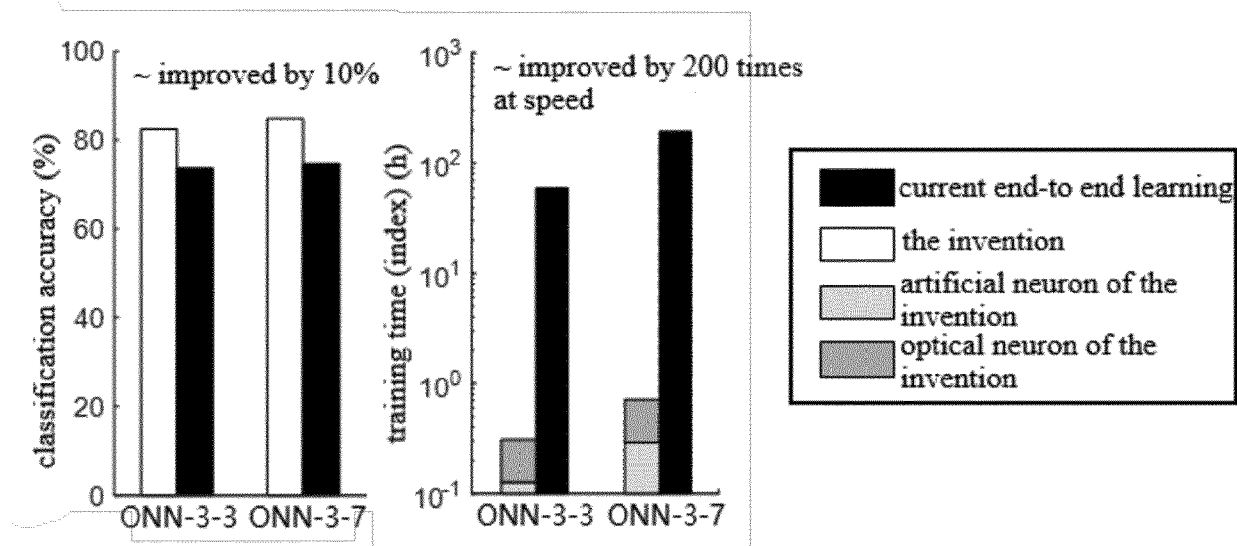 classification accuracy (%)
100
80
60
40
20
0
~ improved by 10%
ONN-3-3 ONN-3-7
training time (index) (h)
10³
10²
10¹
10⁰
10⁻¹
~ improved by 200 times
at speed
ONN-3-3 ONN-3-7
current end-to end learning
the invention
artificial neuron of the
invention
optical neuron of the
invention